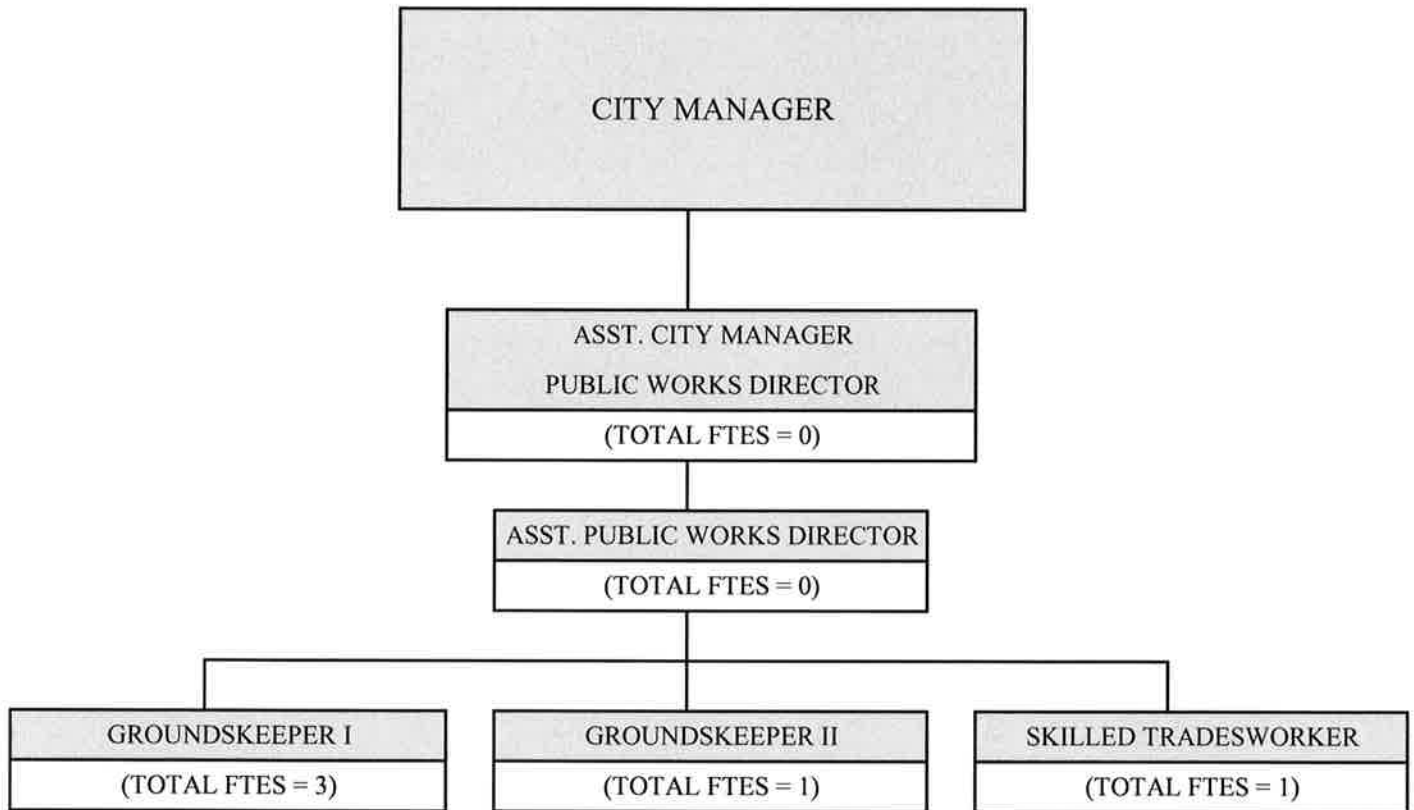 CITY MANAGER
ASST. CITY MANAGER
PUBLIC WORKS DIRECTOR
(TOTAL FTES = 0)
ASST. PUBLIC WORKS DIRECTOR
(TOTAL FTES = 0)
GROUNDSKEEPER I
(TOTAL FTES = 3)
GROUNDSKEEPER II
(TOTAL FTES = 1)
SKILLED TRADESWORKER
(TOTAL FTES = 1)